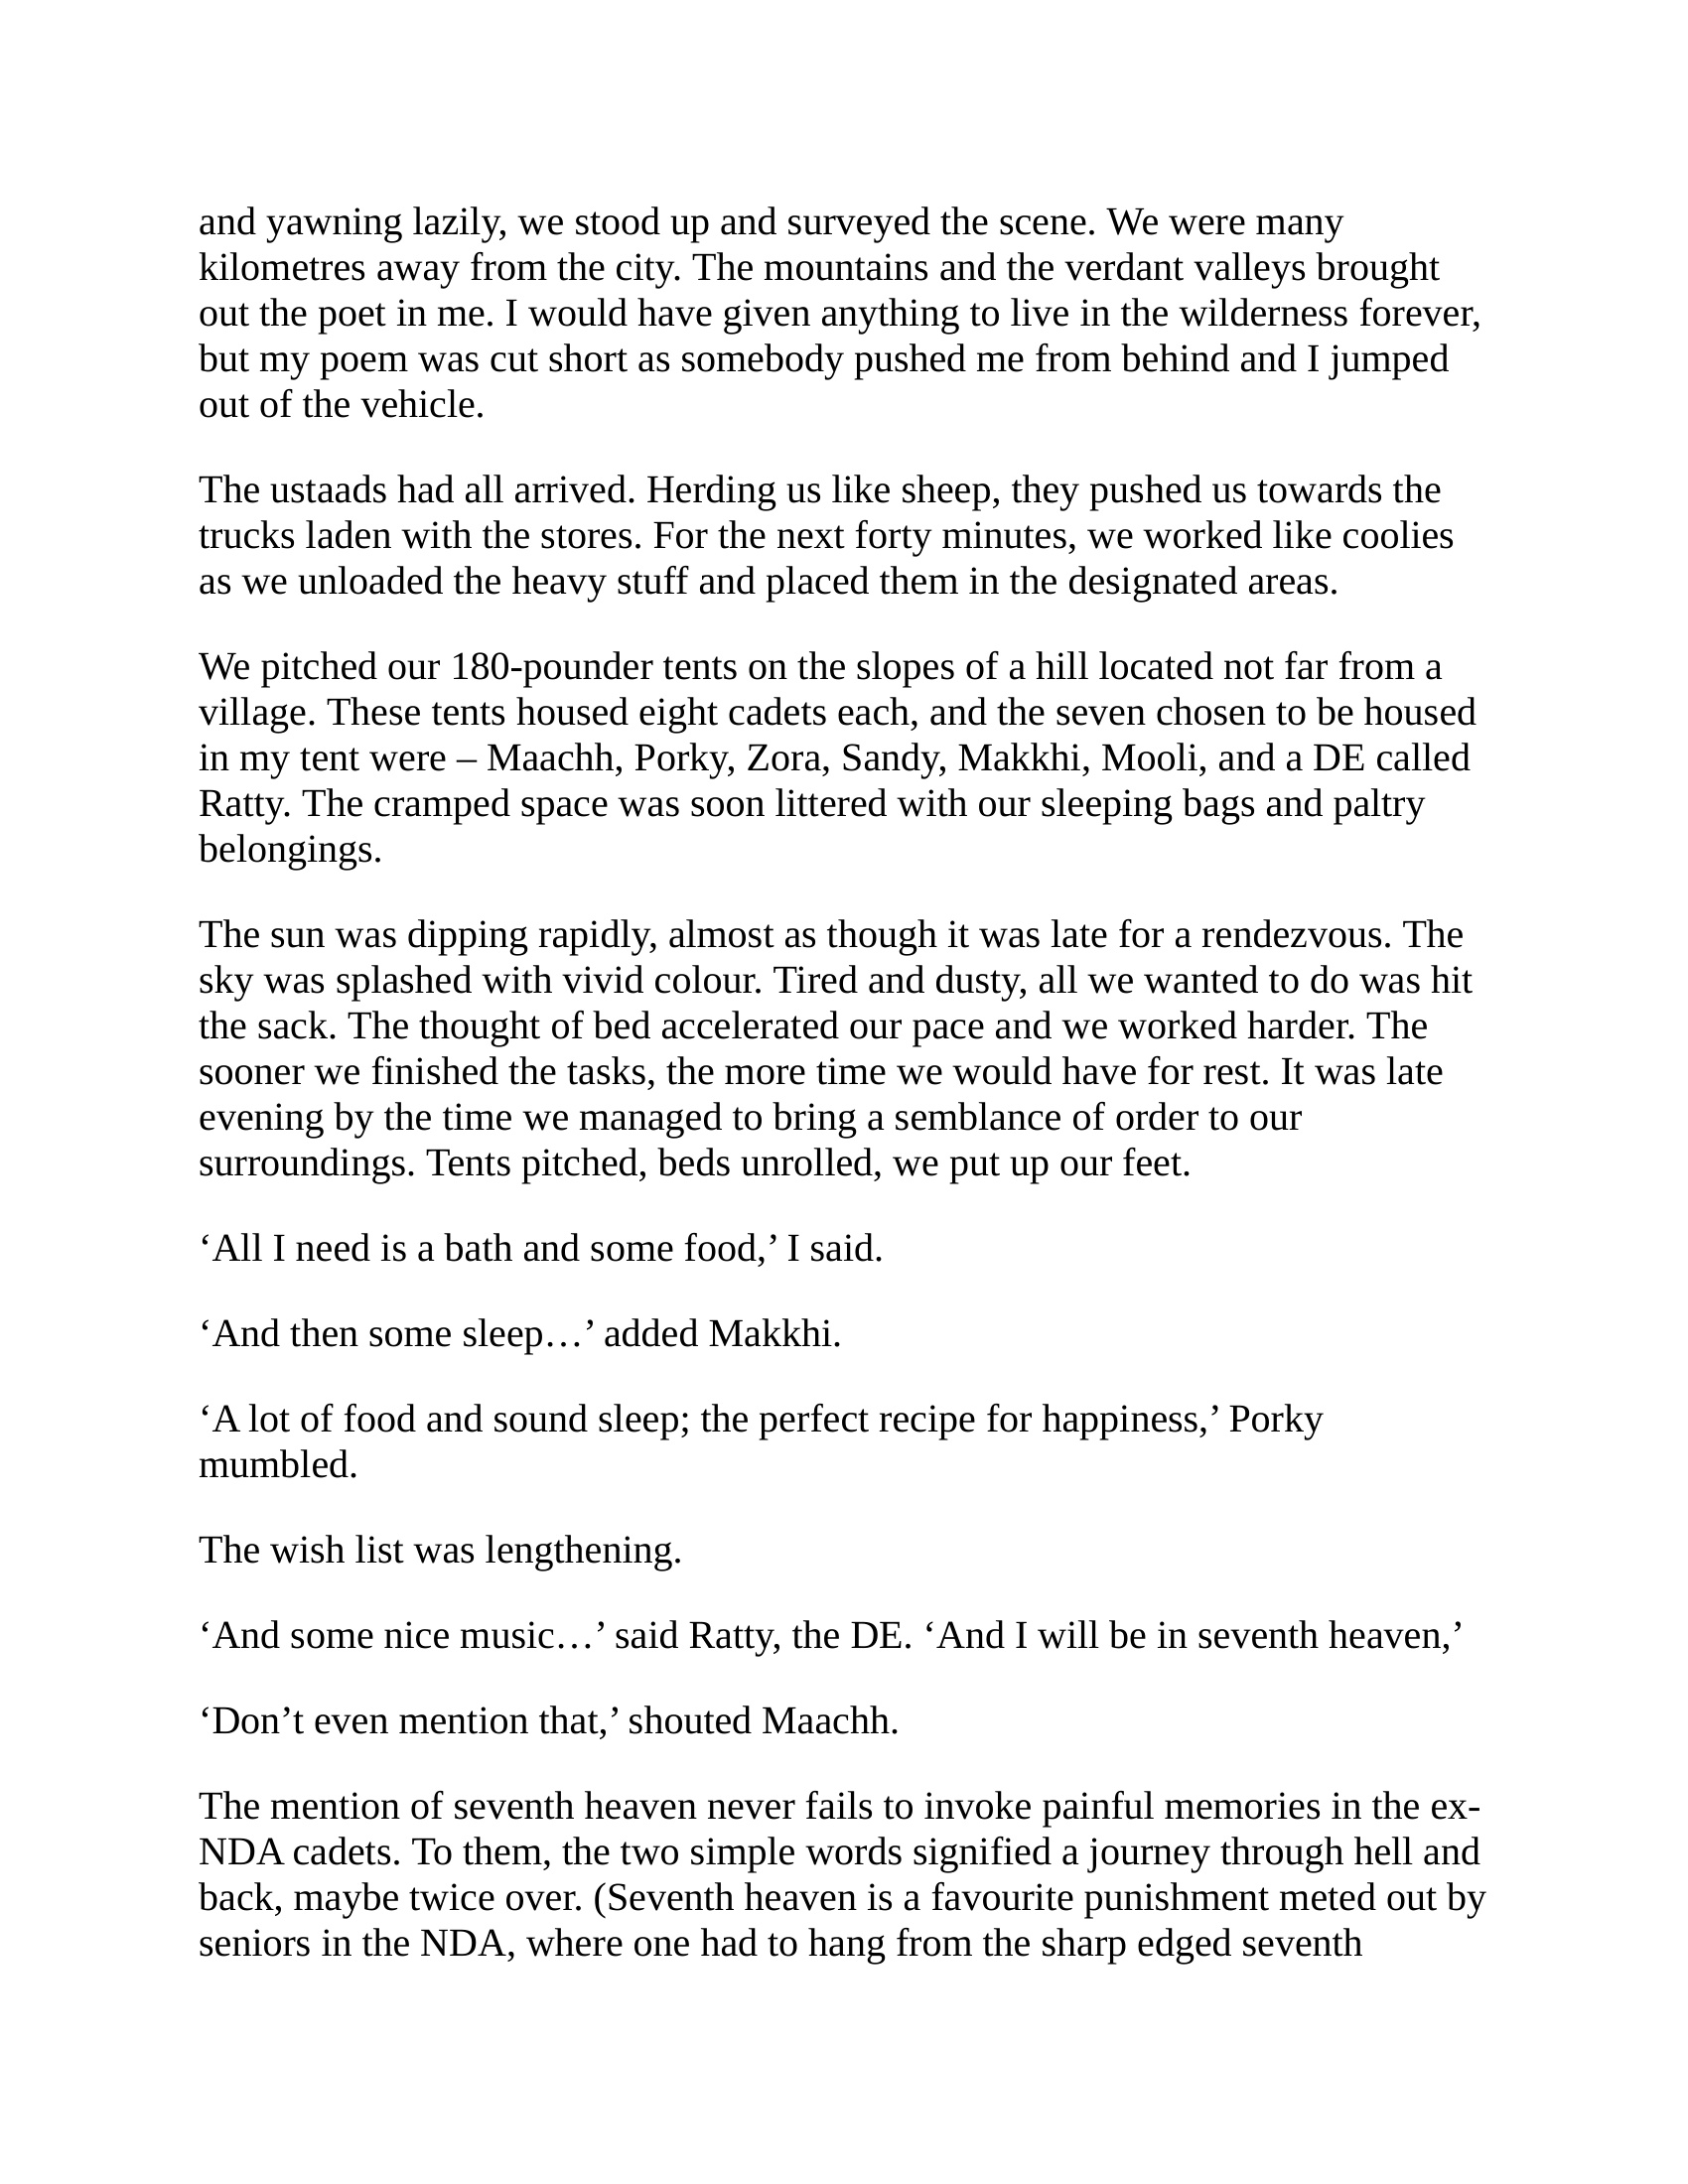 and yawning lazily, we stood up and surveyed the scene. We were many
kilometres away from the city. The mountains and the verdant valleys brought
out the poet in me. I would have given anything to live in the wilderness forever,
but my poem was cut short as somebody pushed me from behind and I jumped
out of the vehicle.
The ustaads had all arrived. Herding us like sheep, they pushed us towards the
trucks laden with the stores. For the next forty minutes, we worked like coolies
as we unloaded the heavy stuff and placed them in the designated areas.
We pitched our 180-pounder tents on the slopes of a hill located not far from a
village. These tents housed eight cadets each, and the seven chosen to be housed
in my tent were – Maachh, Porky, Zora, Sandy, Makkhi, Mooli, and a DE called
Ratty. The cramped space was soon littered with our sleeping bags and paltry
belongings.
The sun was dipping rapidly, almost as though it was late for a rendezvous. The
sky was splashed with vivid colour. Tired and dusty, all we wanted to do was hit
the sack. The thought of bed accelerated our pace and we worked harder. The
sooner we finished the tasks, the more time we would have for rest. It was late
evening by the time we managed to bring a semblance of order to our
surroundings. Tents pitched, beds unrolled, we put up our feet.
‘All I need is a bath and some food,’ I said.
‘And then some sleep…’ added Makkhi.
‘A lot of food and sound sleep; the perfect recipe for happiness,’ Porky
mumbled.
The wish list was lengthening.
‘And some nice music…’ said Ratty, the DE. ‘And I will be in seventh heaven,’
‘Don’t even mention that,’ shouted Maachh.
The mention of seventh heaven never fails to invoke painful memories in the ex-
NDA cadets. To them, the two simple words signified a journey through hell and
back, maybe twice over. (Seventh heaven is a favourite punishment meted out by
seniors in the NDA, where one had to hang from the sharp edged seventh